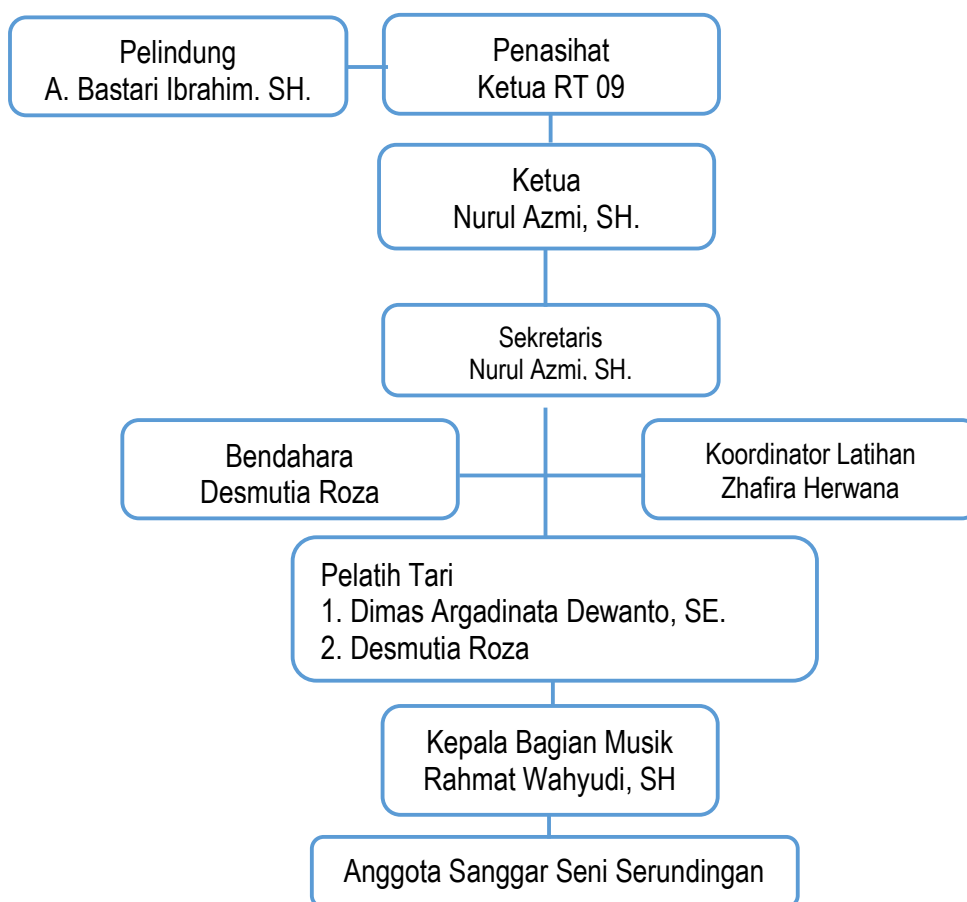 Pelindung
A. Bastari Ibrahim. SH.
Penasihat
Ketua RT 09
Ketua
Nurul Azmi, SH.
Sekretaris
Nurul Azmi, SH.
Bendahara
Desmutia Roza
Koordinator Latihan
Zhafira Herwana
Pelatih Tari
1. Dimas Argadinata Dewanto, SE.
2. Desmutia Roza
Kepala Bagian Musik
Rahmat Wahyudi, SH
Anggota Sanggar Seni Serundingan